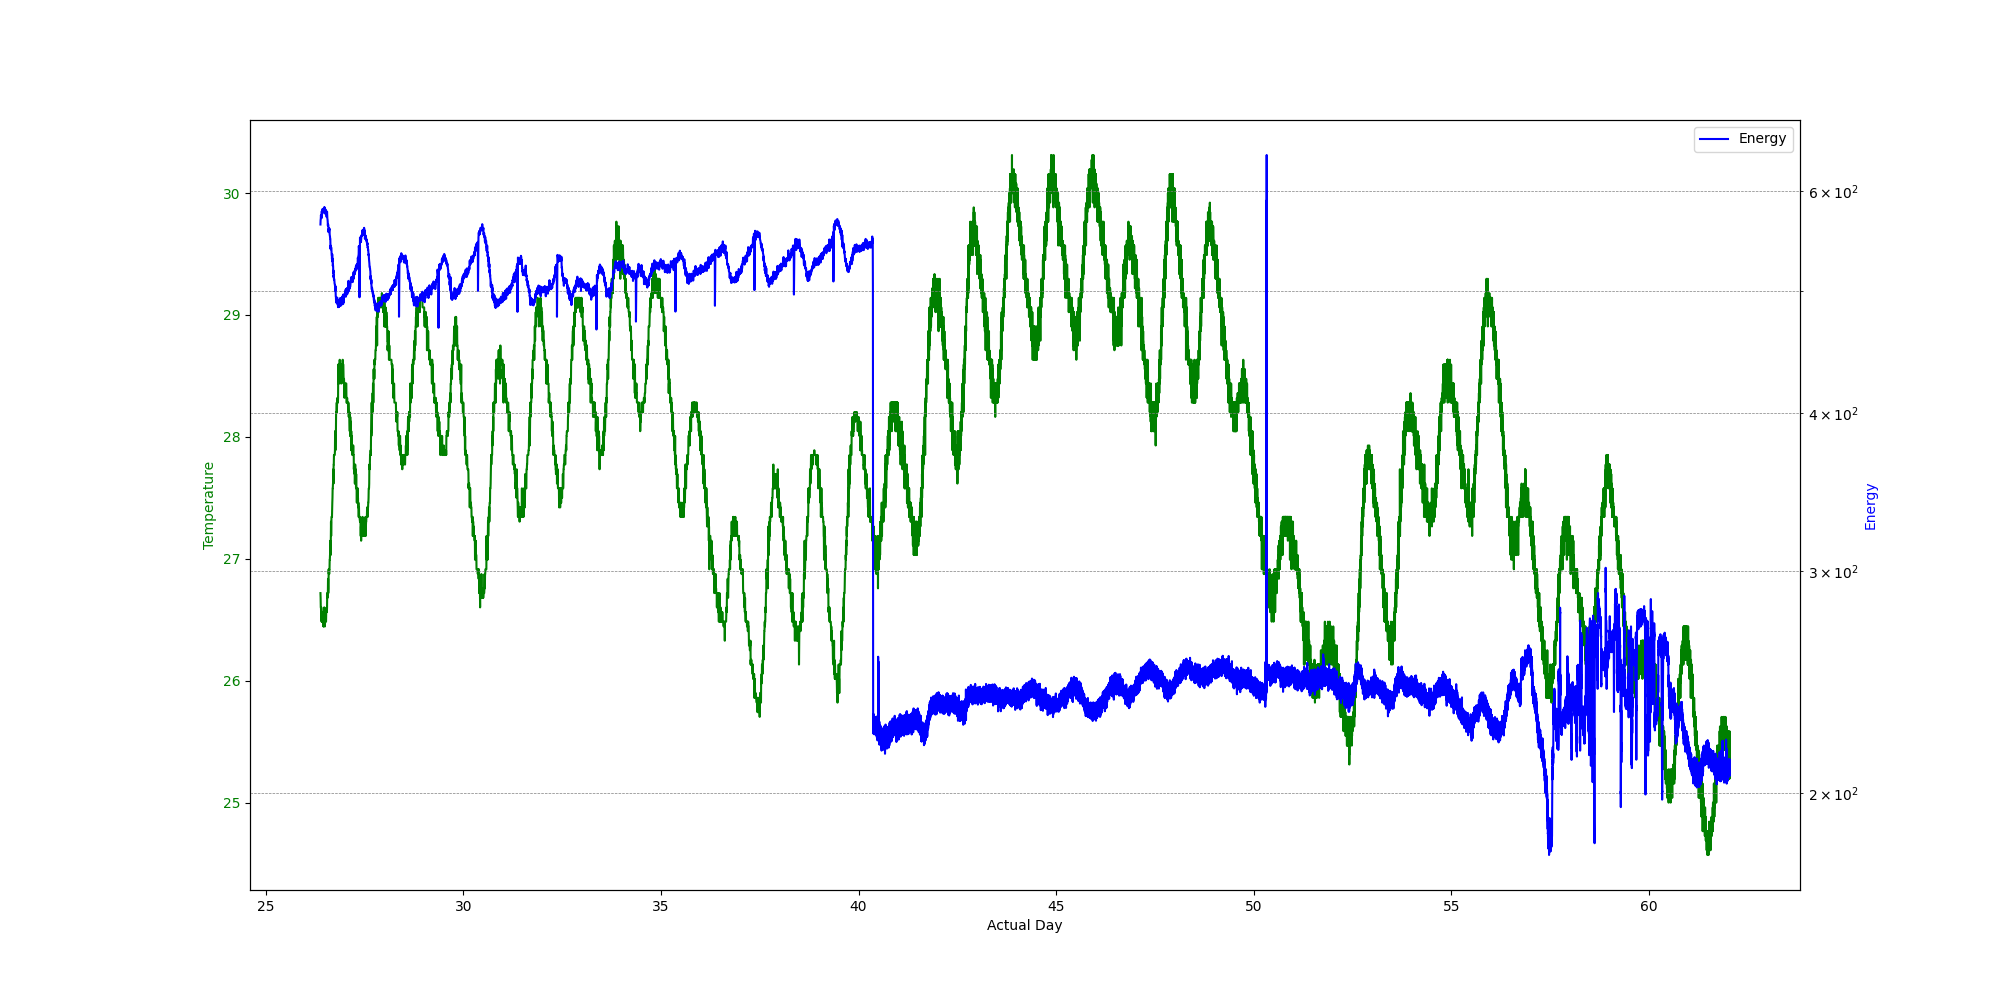 Energy
30
29
28
27
26
25
Temperature
6 × 10²
4 × 10²
3 × 10²
2 × 10²
Energy
25 30 35 40 45 50 55 60
Actual Day